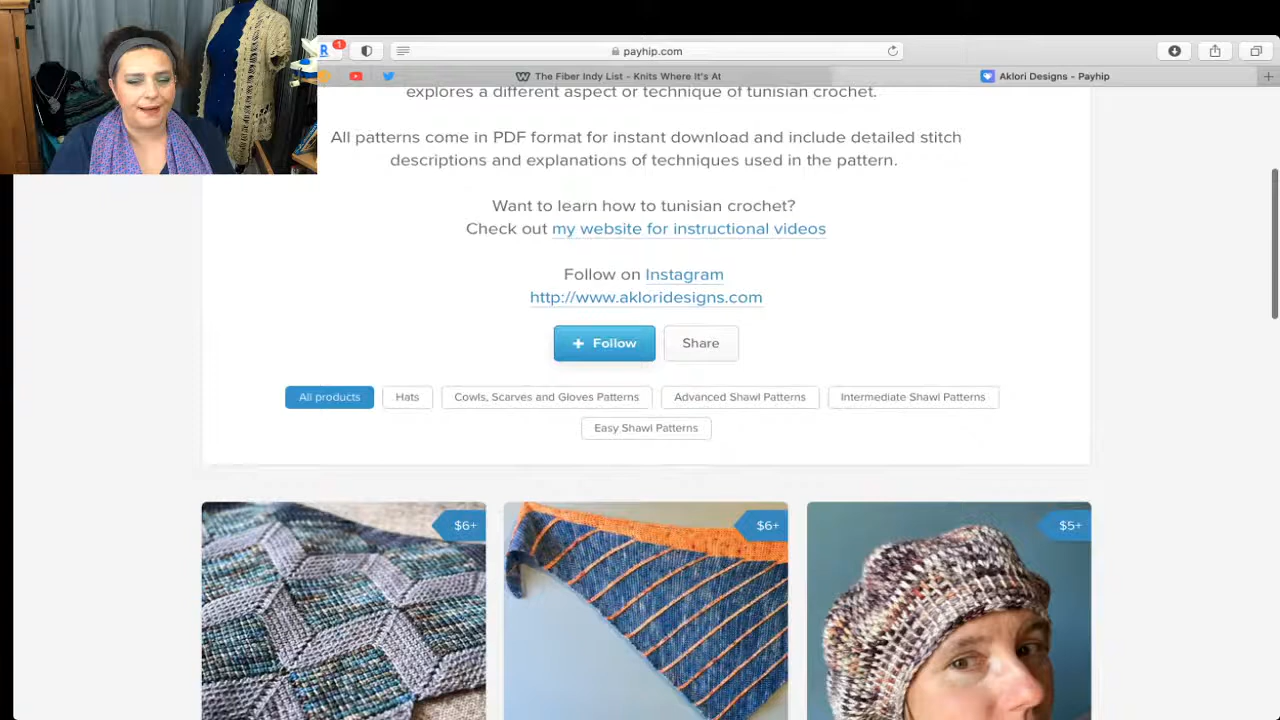 R 1
payhip.com
The Fiber Indy List - Knits Where It's At
Aklori Designs - Payhip
explores a different aspect or technique of tunisian crochet.
All patterns come in PDF format for instant download and include detailed stitch
descriptions and explanations of techniques used in the pattern.
Want to learn how to tunisian crochet?
Check out my website for instructional videos
Follow on Instagram
http://www.akloridesigns.com
+ Follow Share
All products Hats Cowls, Scarves and Gloves Patterns Advanced Shawl Patterns Intermediate Shawl Patterns
Easy Shawl Patterns
$6+ $6+ $5+